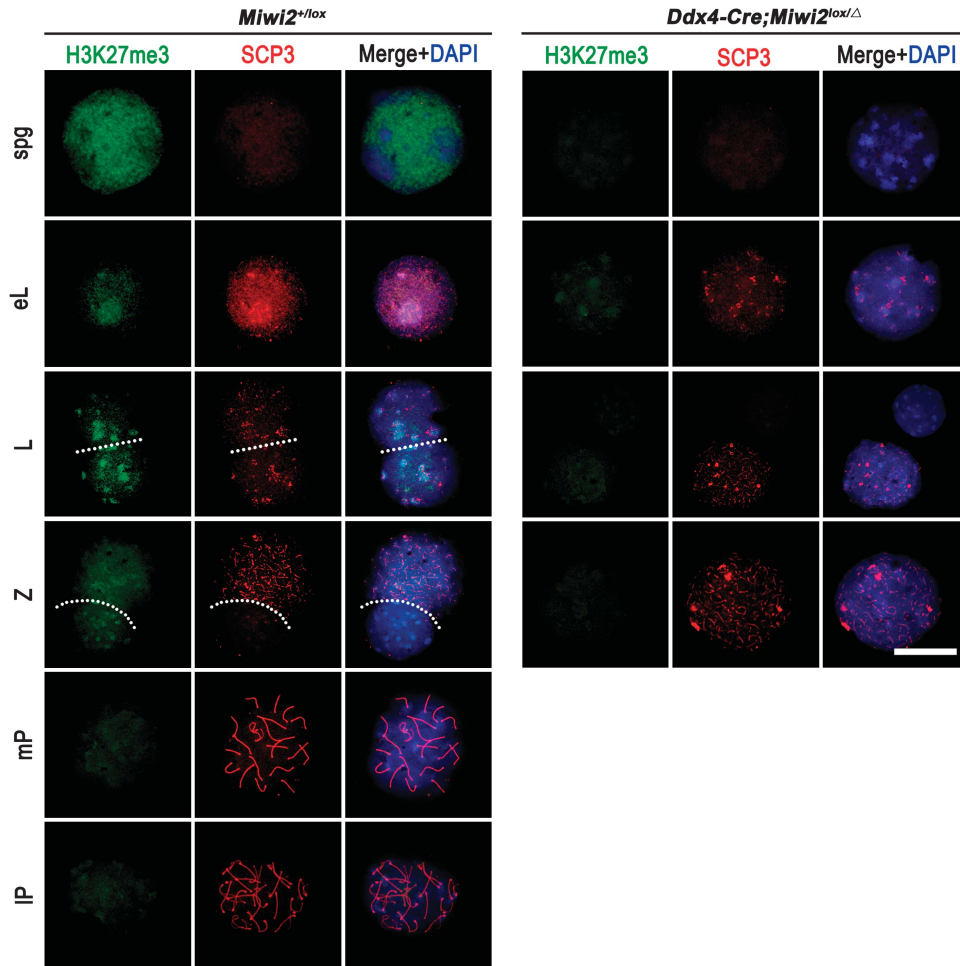 Miwi2+/lox
Ddx4-Cre;Miwi2lox/Δ
H3K27me3 SCP3 Merge+DAPI
H3K27me3 SCP3 Merge+DAPI
spg
eL
L
Z
mP
lP